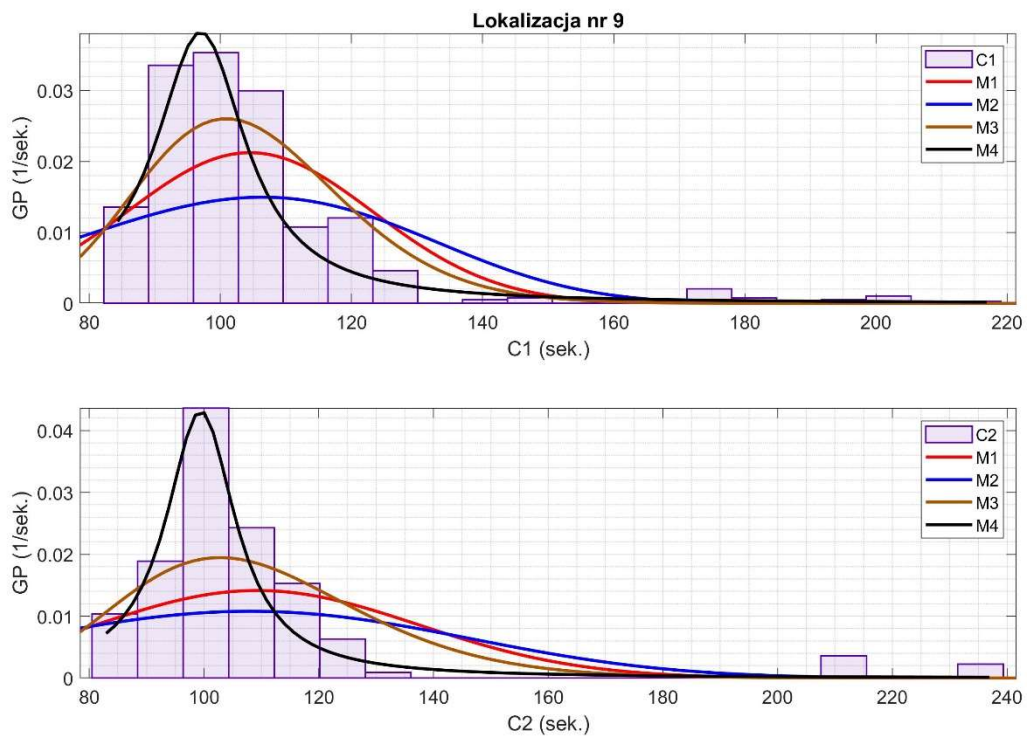 Lokalizacja nr 9
GP (1/sek.)
0.03
0.02
0.01
0
80 100 120 140 160 180 200 220
C1 (sek.)
C1
M1
M2
M3
M4
GP (1/sek.)
0.04
0.03
0.02
0.01
0
80 100 120 140 160 180 200 220 240
C2 (sek.)
C2
M1
M2
M3
M4